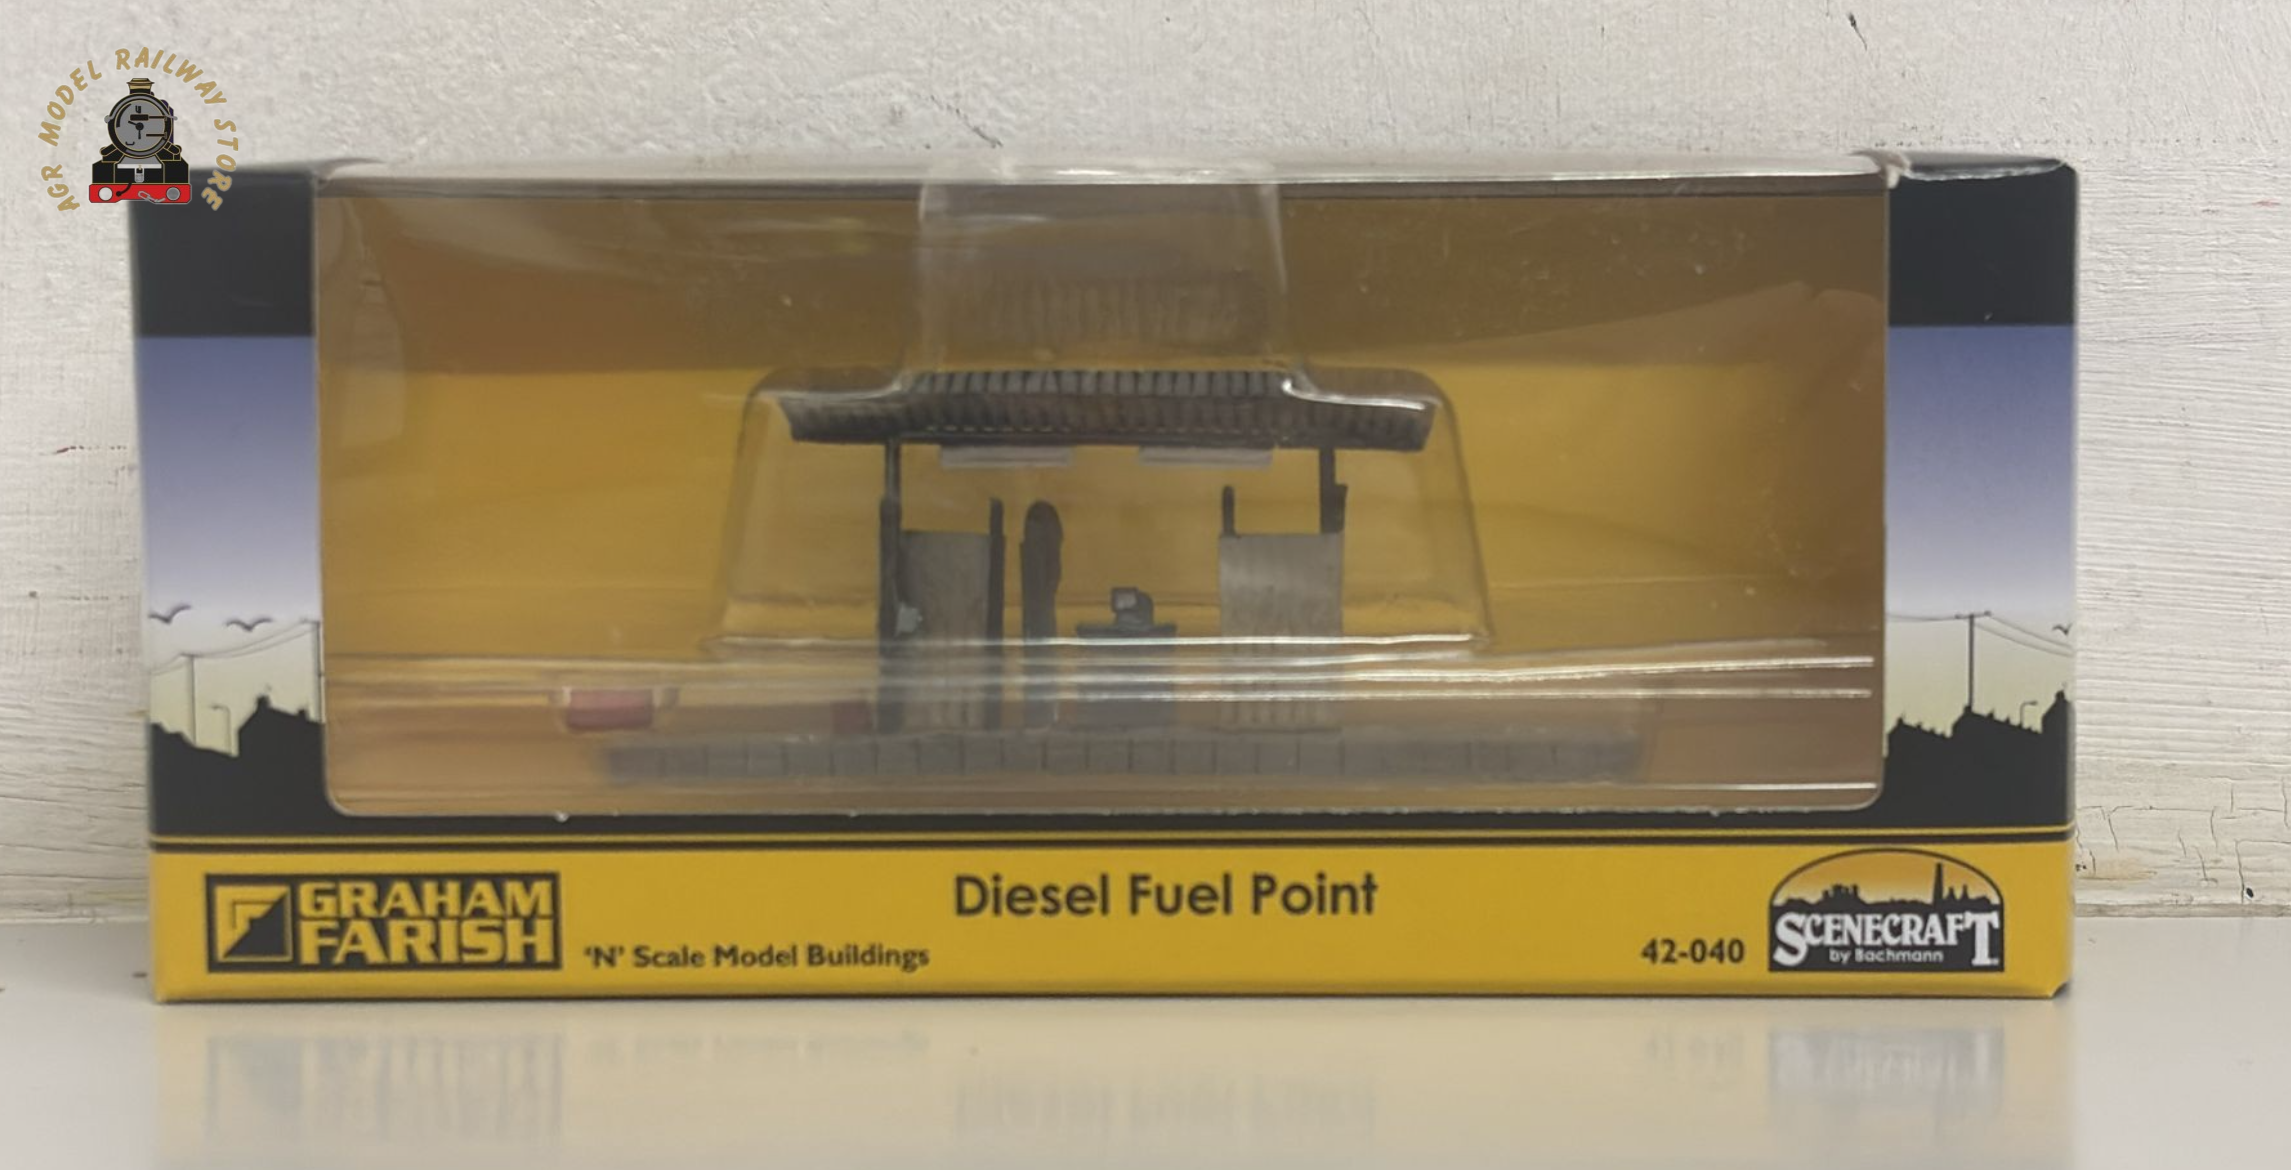 AGR MODEL RAILWAY STORE
GRAHAM
FARISH
'N' Scale Model Buildings
Diesel Fuel Point
42-040
SCENECRAFT
by Bachmann